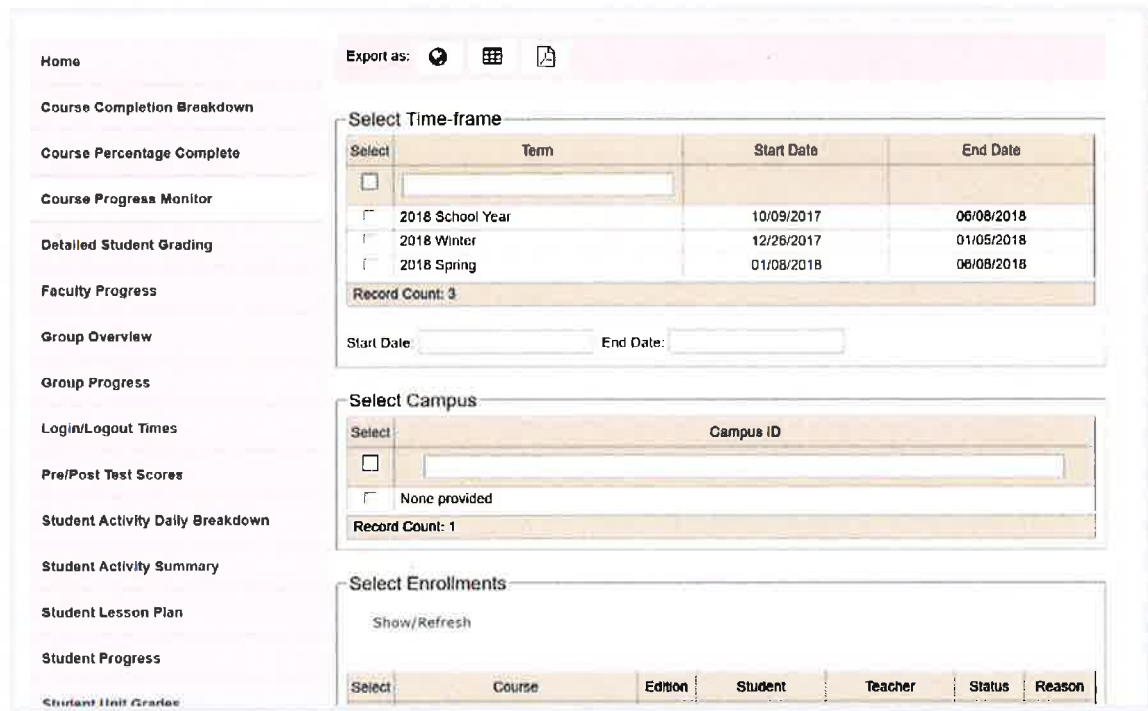 Home
Course Completion Breakdown
Course Percentage Complete
Course Progress Monitor
Detailed Student Grading
Faculty Progress
Group Overview
Group Progress
Login/Logout Times
Pre/Post Test Scores
Student Activity Daily Breakdown
Student Activity Summary
Student Lesson Plan
Student Progress
Student Unit Grades
Export as:
Select Time-frame
Select Term Start Date End Date
2018 School Year 10/09/2017 06/08/2018
2018 Winter 12/26/2017 01/05/2018
2018 Spring 01/08/2018 06/08/2018
Record Count: 3
Start Date: End Date:
Select Campus
Select Campus ID
None provided
Record Count: 1
Select Enrollments
Show/Refresh
Select Course Edition Student Teacher Status Reason